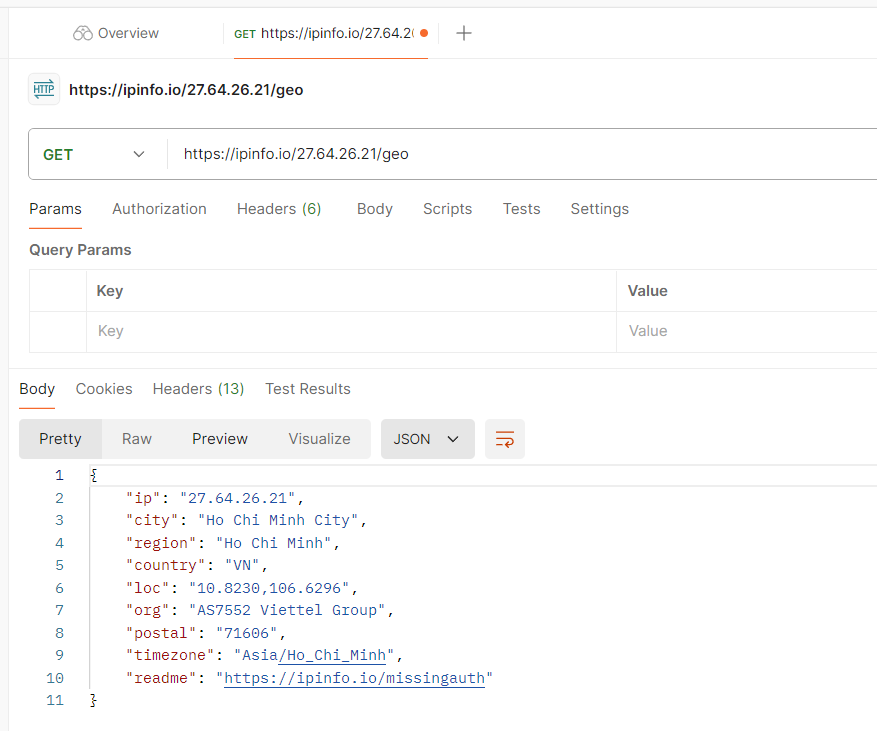 Overview GET https://ipinfo.io/27.64.2
HTTP https://ipinfo.io/27.64.26.21/geo
GET https://ipinfo.io/27.64.26.21/geo
Params Authorization Headers (6) Body Scripts Tests Settings
Query Params
Key Value
Key Value
Body Cookies Headers (13) Test Results
Pretty Raw Preview Visualize JSON
1 {
2 "ip": "27.64.26.21",
3 "city": "Ho Chi Minh City",
4 "region": "Ho Chi Minh",
5 "country": "VN",
6 "loc": "10.8230,106.6296",
7 "org": "AS7552 Viettel Group",
8 "postal": "71606",
9 "timezone": "Asia/Ho_Chi_Minh",
10 "readme": "https://ipinfo.io/missingauth"
11 }